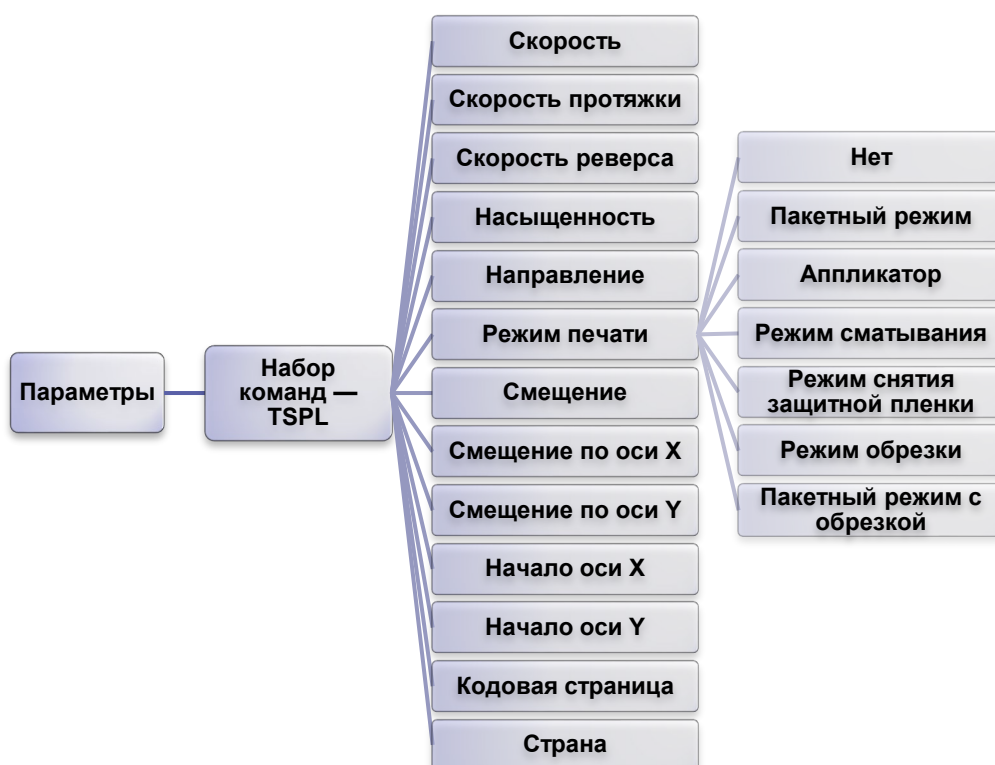 Параметры
Набор
команд —
TSPL
Скорость
Скорость протяжки
Скорость реверса
Насыщенность
Направление
Режим печати
Смещение
Смещение по оси X
Смещение по оси Y
Начало оси X
Начало оси Y
Кодовая страница
Страна
Нет
Пакетный режим
Аппликатор
Режим сматывания
Режим снятия
защитной пленки
Режим обрезки
Пакетный режим с
обрезкой